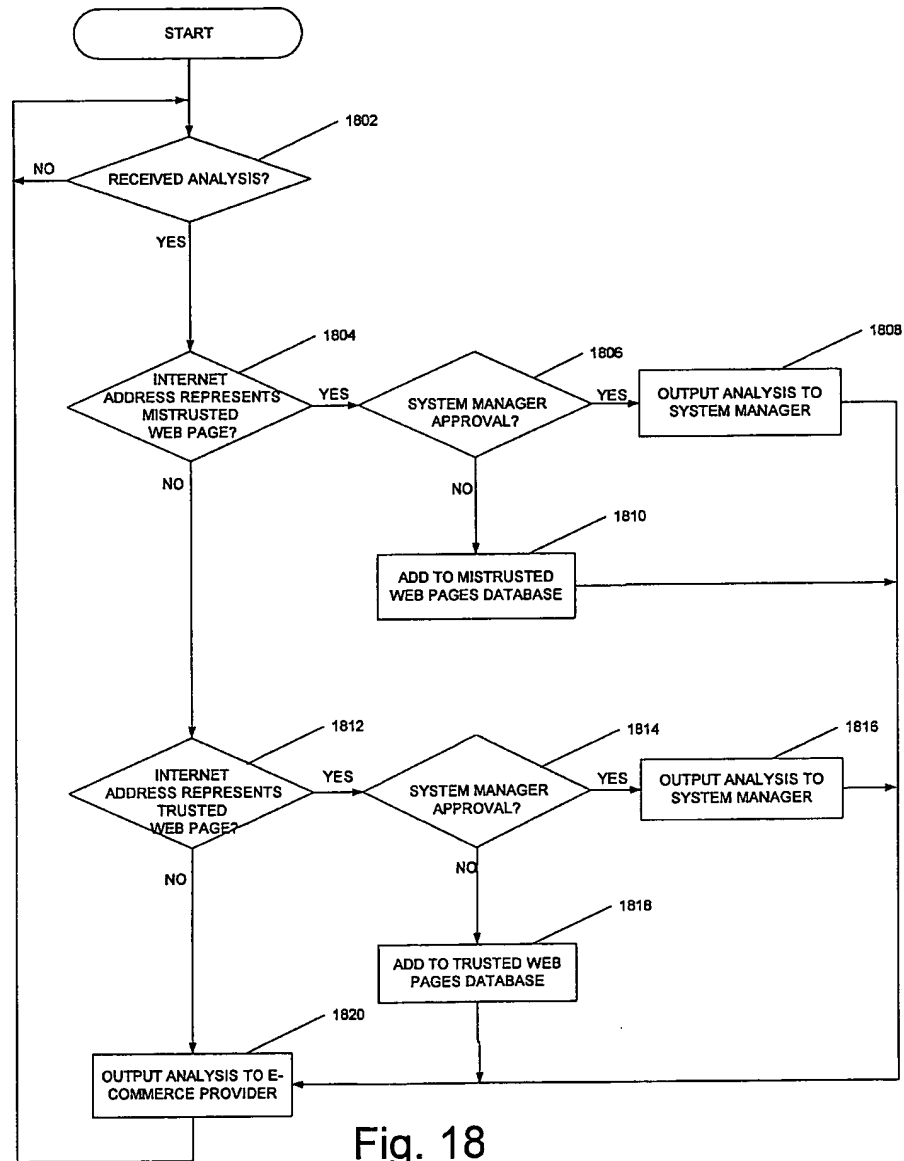 START
1802
NO
RECEIVED ANALYSIS?
YES
1804
1806
1808
INTERNET
ADDRESS REPRESENTS
MISTRUSTED
WEB PAGE?
YES
SYSTEM MANAGER
APPROVAL?
YES
OUTPUT ANALYSIS TO
SYSTEM MANAGER
NO
NO
1810
ADD TO MISTRUSTED
WEB PAGES DATABASE
1812
1814
1816
INTERNET
ADDRESS REPRESENTS
TRUSTED
WEB PAGE?
YES
SYSTEM MANAGER
APPROVAL?
YES
OUTPUT ANALYSIS TO
SYSTEM MANAGER
NO
NO
1818
ADD TO TRUSTED WEB
PAGES DATABASE
1820
OUTPUT ANALYSIS TO E-
COMMERCE PROVIDER
Fig. 18